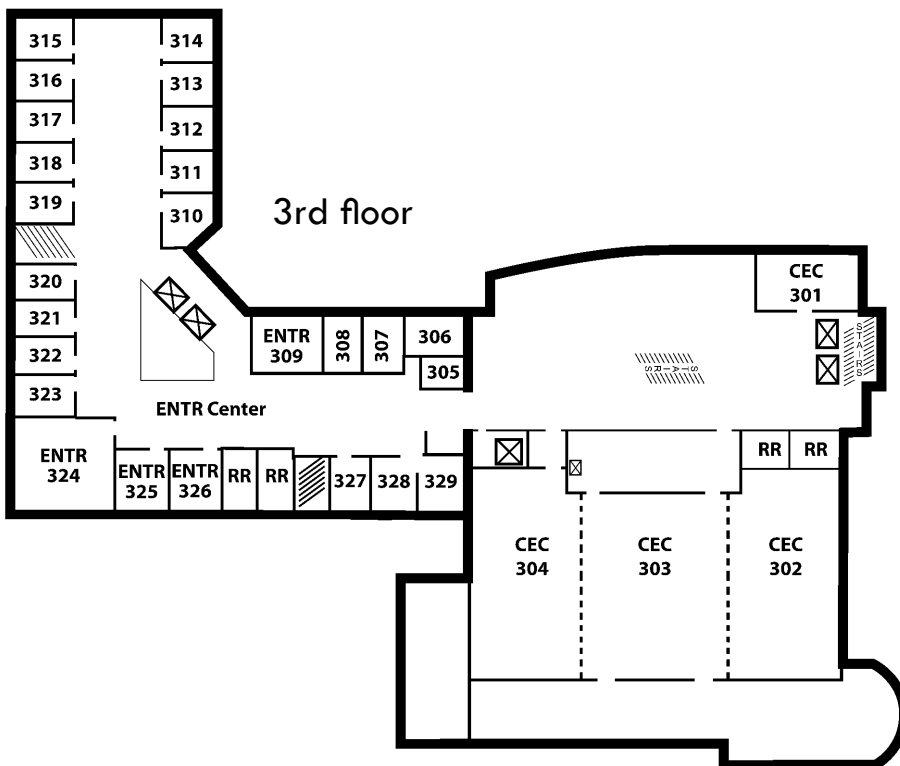 315
314
316
313
317
312
318
311
319
310
3rd floor
320
CEC
301
321
ENTR
309
308
307
306
STAIRS
322
305
STAIRS
323
ENTR Center
ENTR
324
ENTR
325
ENTR
326
RR
RR
327
328
329
RR
RR
CEC
304
CEC
303
CEC
302